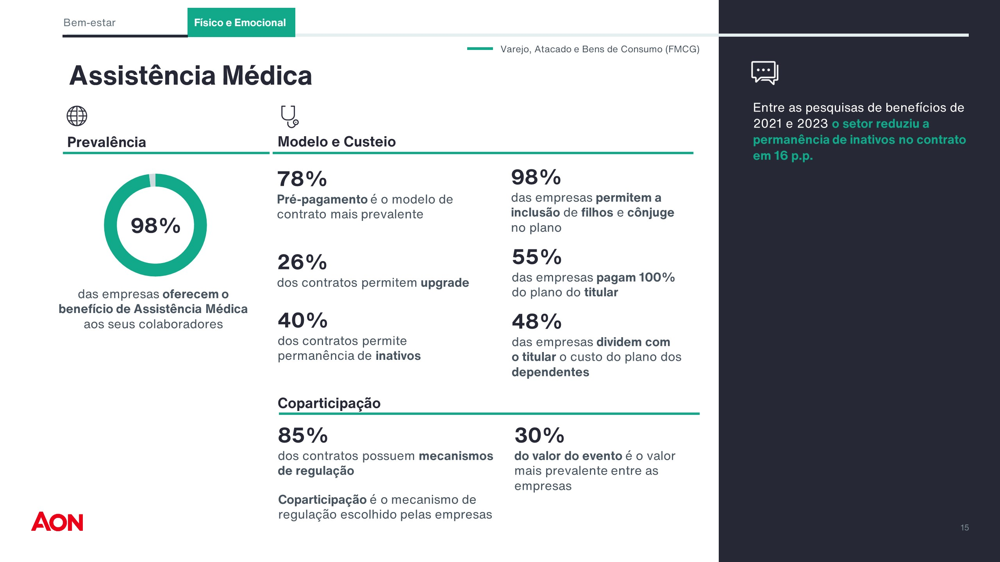 Bem-estar
Físico e Emocional
Varejo, Atacado e Bens de Consumo (FMCG)
Assistência Médica
Prevalência
98%
das empresas oferecem o
benefício de Assistência Médica
aos seus colaboradores
Modelo e Custeio
78%
Pré-pagamento é o modelo de
contrato mais prevalente
26%
dos contratos permitem upgrade
40%
dos contratos permite
permanência de inativos
98%
das empresas permitem a
inclusão de filhos e cônjuge
no plano
55%
das empresas pagam 100%
do plano do titular
48%
das empresas dividem com
o titular o custo do plano dos
dependentes
Coparticipação
85%
dos contratos possuem mecanismos
de regulação
Coparticipação é o mecanismo de
regulação escolhido pelas empresas
30%
do valor do evento é o valor
mais prevalente entre as
empresas
Entre as pesquisas de benefícios de
2021 e 2023 o setor reduziu a
permanência de inativos no contrato
em 16 p.p.
AON
15